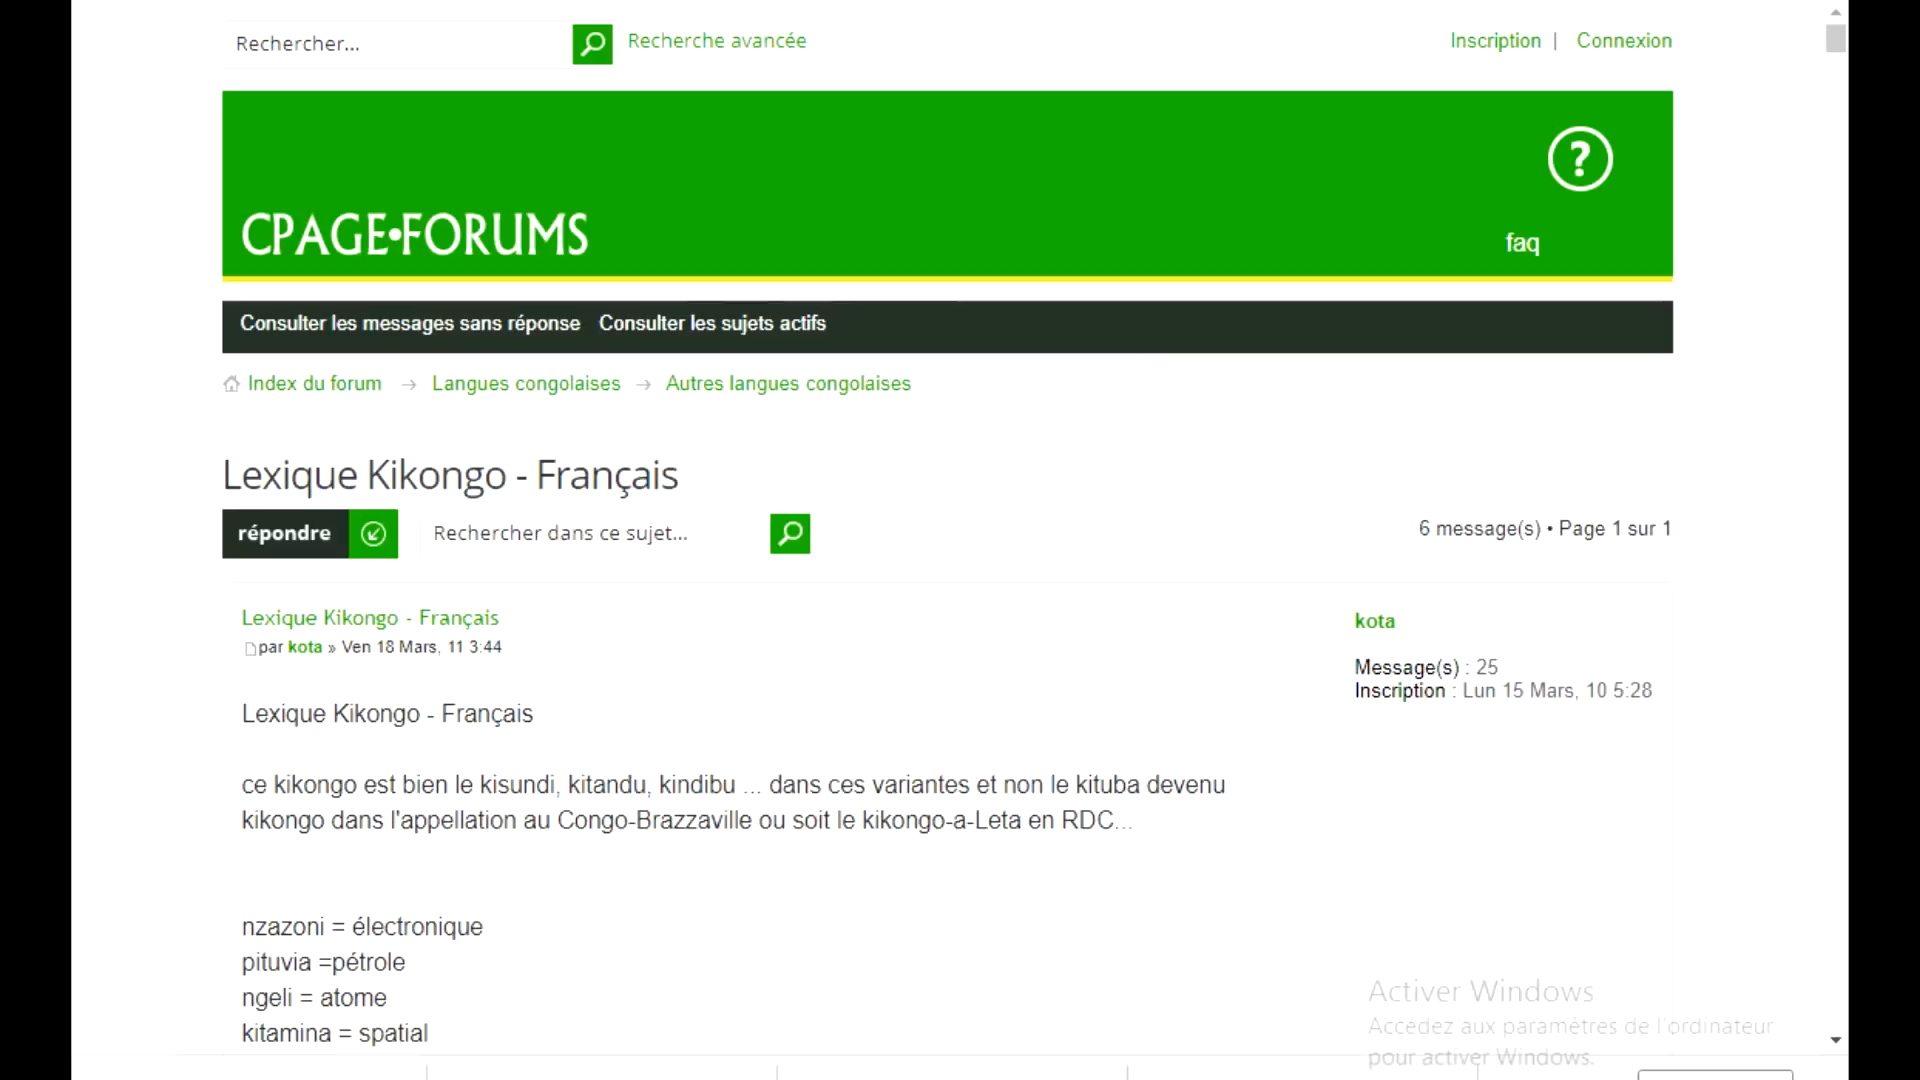 Rechercher... Recherche avancée Inscription | Connexion
CPAGE•FORUMS
faq
Consulter les messages sans réponse Consulter les sujets actifs
Index du forum → Langues congolaises → Autres langues congolaises
Lexique Kikongo - Français
répondre Rechercher dans ce sujet... 6 message(s) • Page 1 sur 1
Lexique Kikongo - Français
par kota » Ven 18 Mars, 11 3:44
kota
Message(s) : 25
Inscription : Lun 15 Mars, 10 5:28
Lexique Kikongo - Français
ce kikongo est bien le kisundi, kitandu, kindibu ... dans ces variantes et non le kituba devenu
kikongo dans l'appellation au Congo-Brazzaville ou soit le kikongo-a-Leta en RDC...
nzazoni = électronique
pituvia =pétrole
ngeli = atome
kitamina = spatial
Activer Windows
Accédez aux paramètres de l'ordinateur
pour activer Windows.